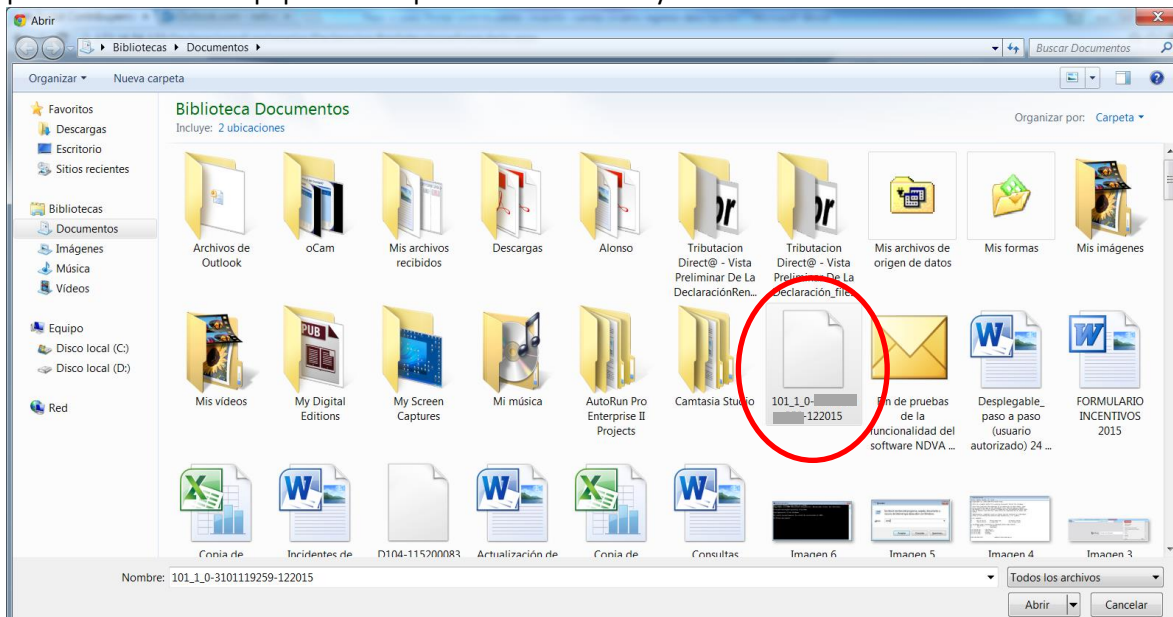 Abrir
Bibliotecas ▸ Documentos ▸
Buscar Documentos
Organizar ▾ Nueva carpeta
Favoritos
Descargas
Escritorio
Sitios recientes
Bibliotecas
Documentos
Imágenes
Música
Vídeos
Equipo
Disco local (C:)
Disco local (D:)
Red
Biblioteca Documentos
Incluye: 2 ubicaciones
Organizar por: Carpeta ▾
Archivos de
Outlook
oCam
Mis archivos
recibidos
Descargas
Alonso
Tributacion
Direct@ - Vista
Preliminar De La
DeclaraciónRen...
Tributacion
Direct@ - Vista
Preliminar De La
Declaración_file
Mis archivos de
origen de datos
Mis formas
Mis imágenes
Mis vídeos
My Digital
Editions
PUB
My Screen
Captures
Mi música
AutoRun Pro
Enterprise II
Projects
Camtasia Studio
101_1_0-
-122015
de pruebas
de la
funcionalidad del
software NDVA ...
Desplegable_
paso a paso
(usuario
autorizado) 24 ...
FORMULARIO
INCENTIVOS
2015
Copia de
Incidentes de
D104-115200083
Actualización de
Copia de
Consultas
Imagen 6
Imagen 5
Imagen 4
Imagen 3
Nombre: 101_1_0-3101119259-122015
Todos los archivos
Abrir
Cancelar